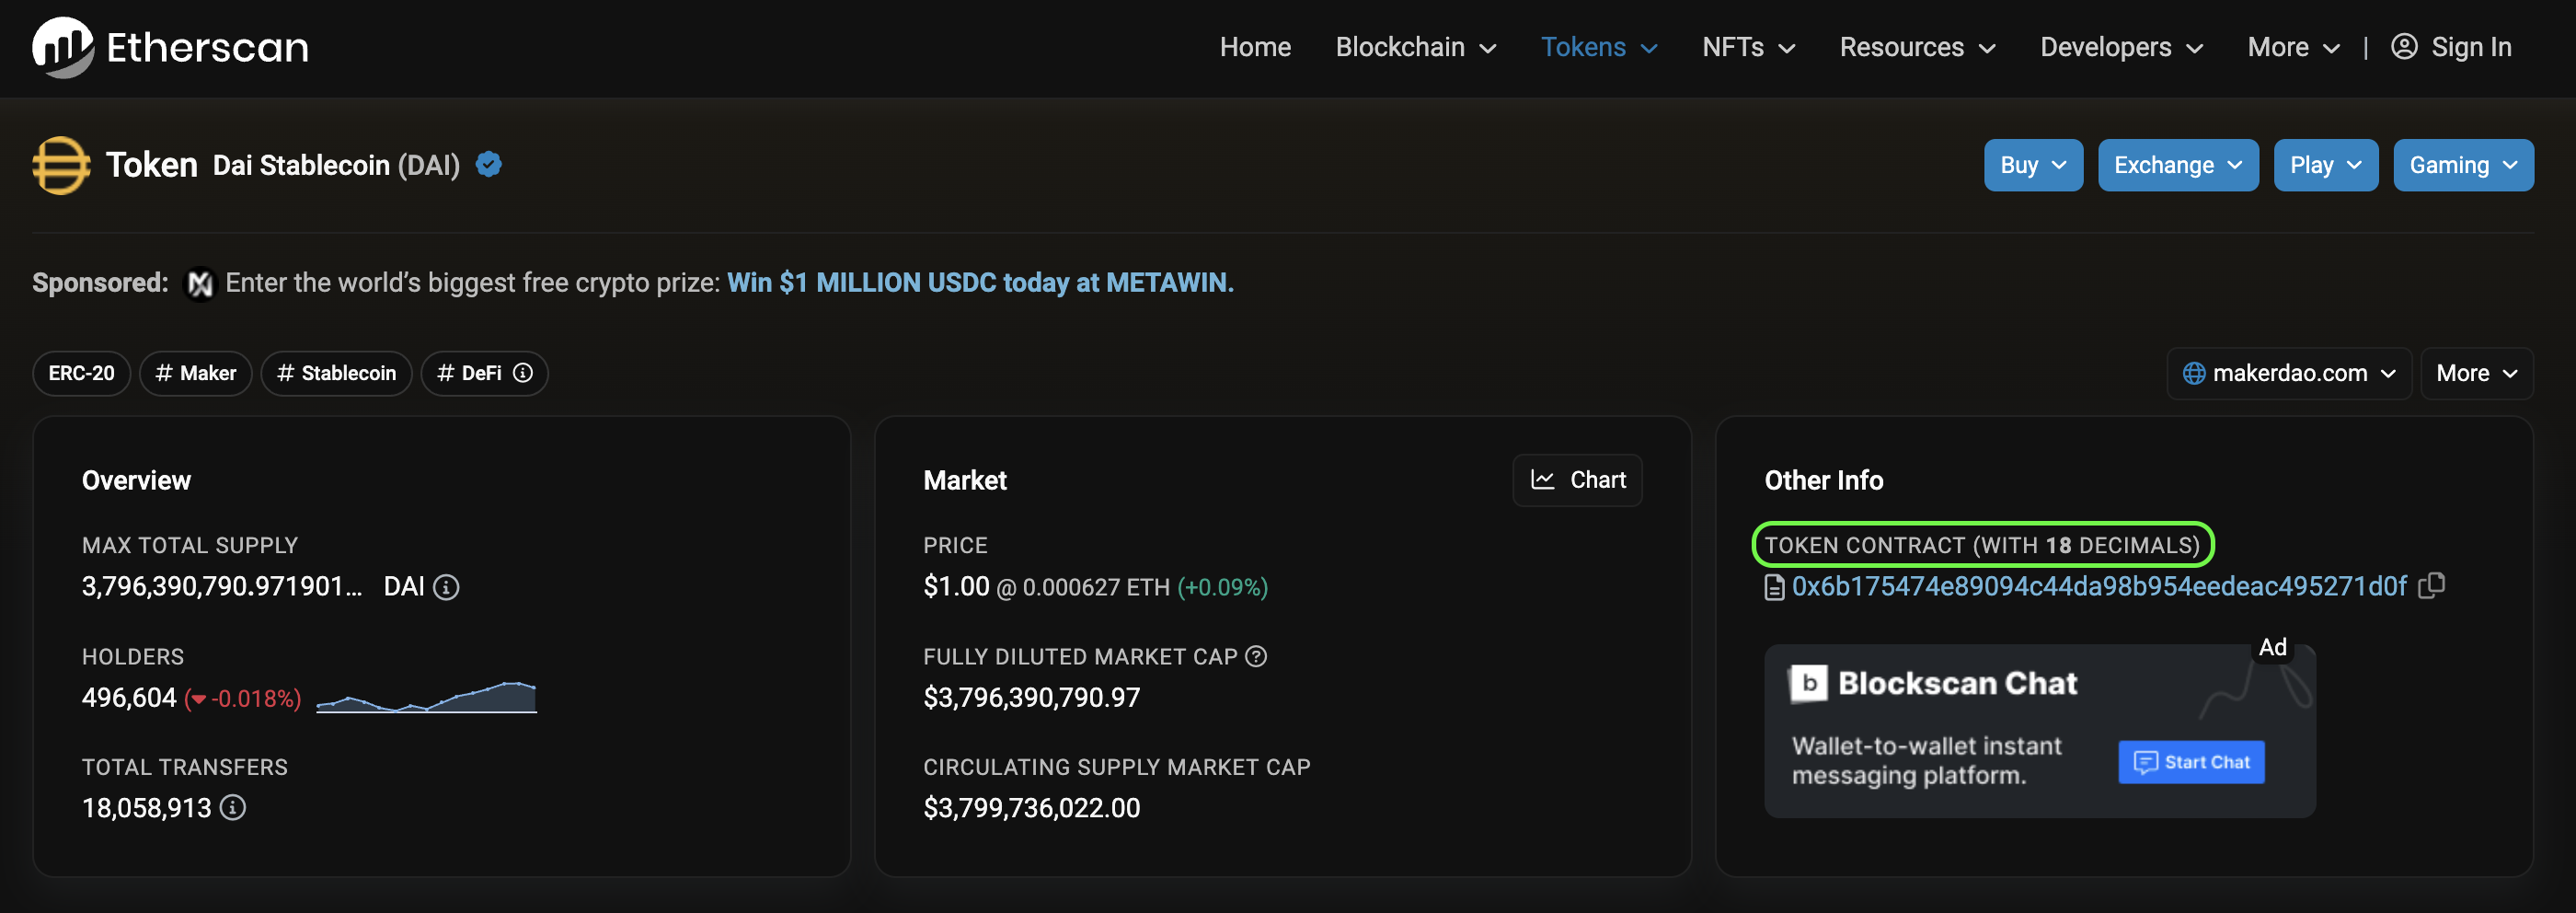 Etherscan
Home Blockchain Tokens NFTs Resources Developers More | Sign In
Token Dai Stablecoin (DAI)
Buy Exchange Play Gaming
Sponsored: Enter the world’s biggest free crypto prize: Win $1 MILLION USDC today at METAWIN.
ERC-20 # Maker # Stablecoin # DeFi
makerdao.com More
Overview
MAX TOTAL SUPPLY
3,796,390,790.971901... DAI
HOLDERS
496,604 (-0.018%)
TOTAL TRANSFERS
18,058,913
Market
Chart
PRICE
$1.00 @ 0.000627 ETH (+0.09%)
FULLY DILUTED MARKET CAP
$3,796,390,790.97
CIRCULATING SUPPLY MARKET CAP
$3,799,736,022.00
Other Info
TOKEN CONTRACT (WITH 18 DECIMALS)
0x6b175474e89094c44da98b954eedeac495271d0f
Ad
b Blockscan Chat
Wallet-to-wallet instant
messaging platform.
Start Chat